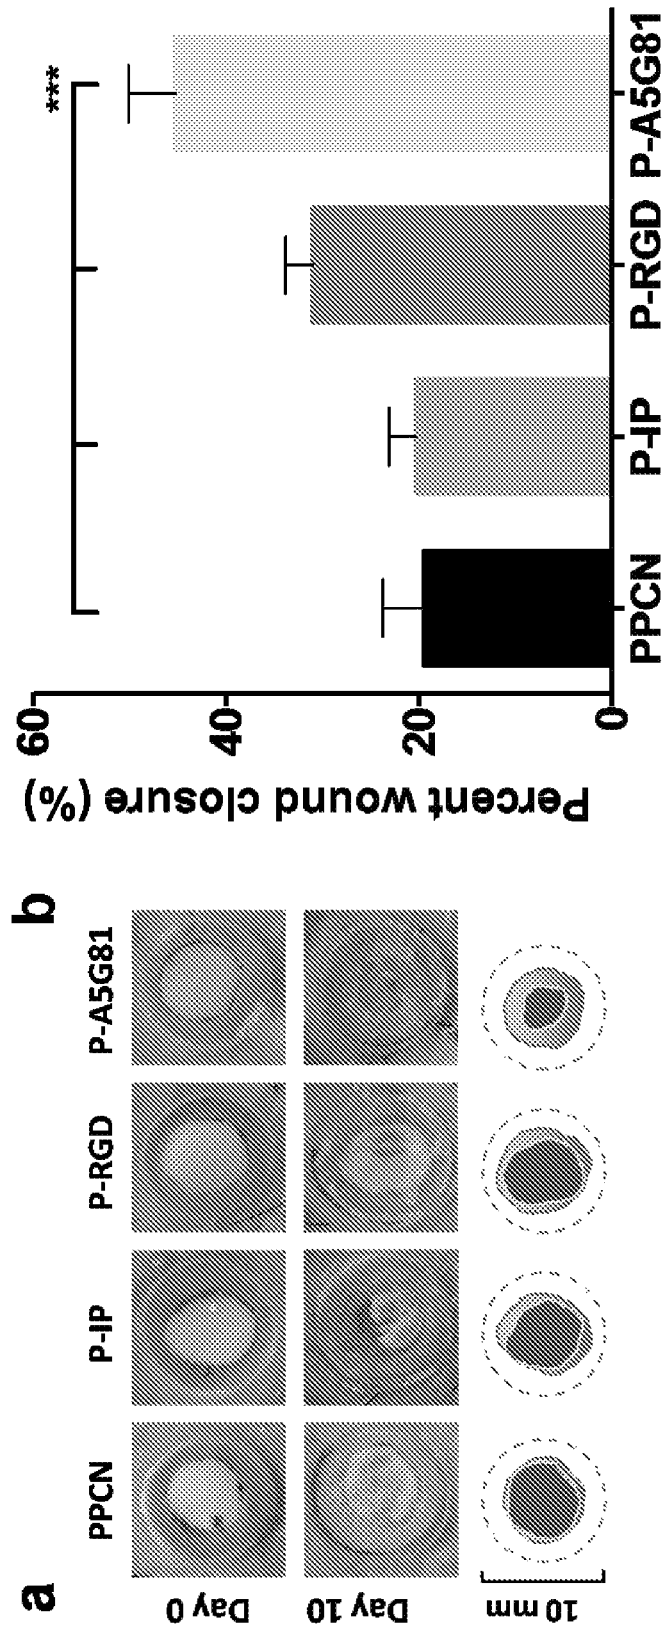 a
PPCN P-IP P-RGD P-A5G81
Day 0
Day 10
10 mm
b
Percent wound closure (%)
60
40
20
0
***
PPCN P-IP P-RGD P-A5G81